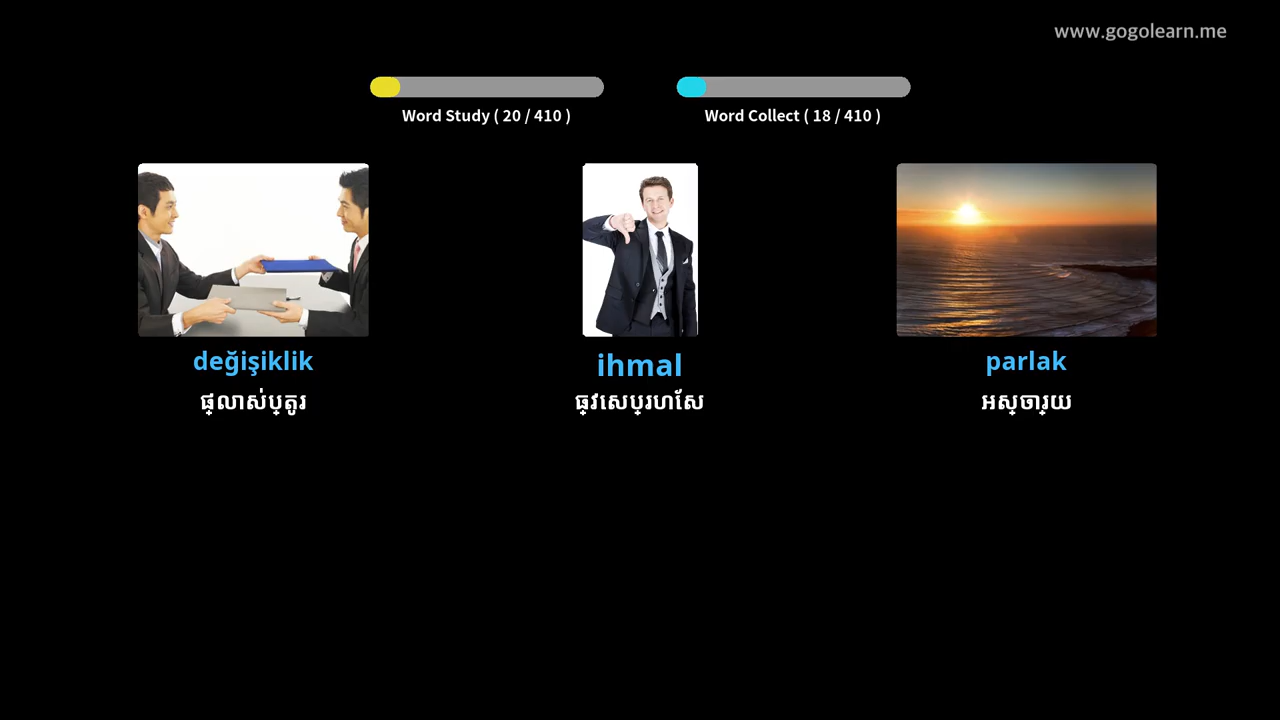 www.gogolearn.me
Word Study ( 20 / 410 )
Word Collect ( 18 / 410 )
değişiklik
ihmal
parlak
ផ្លាស់ប្តូរ
ធ្វេសប្រហែស
អស្ចារ្យ